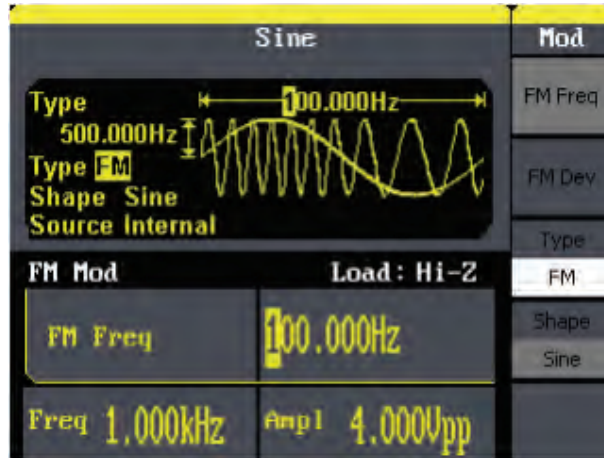 Sine
Mod
Type
100.000Hz
500.000Hz
Type FM
Shape Sine
Source Internal
FM Mod
Load: Hi-Z
FM Freq
100.000Hz
Freq 1.000kHz
Ampl 4.000Vpp
FM Freq
FM Dev
Type
FM
Shape
Sine